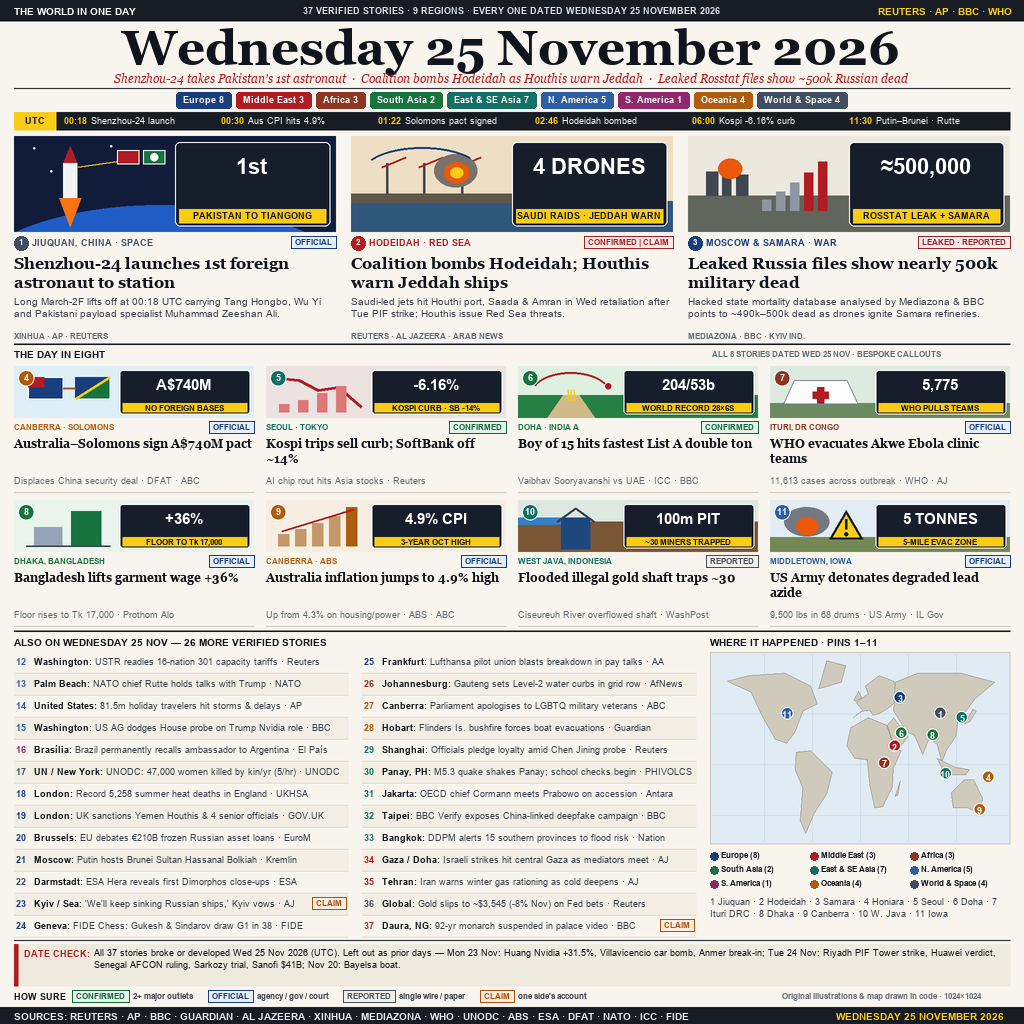 THE WORLD IN ONE DAY
37 VERIFIED STORIES · 9 REGIONS · EVERY ONE DATED WEDNESDAY 25 NOVEMBER 2026
REUTERS · AP · BBC · WHO
Wednesday 25 November 2026
Shenzhou-24 takes Pakistan's 1st astronaut · Coalition bombs Hodeidah as Houthis warn Jeddah · Leaked Rosstat files show ~500k Russian dead
Europe 8 Middle East 3 Africa 3 South Asia 2 East & SE Asia 7 N. America 5 S. America 1 Oceania 4 World & Space 4
UTC 00:18 Shenzhou-24 launch 00:30 Aus CPI hits 4.9% 01:22 Solomons pact signed 02:46 Hodeidah bombed 06:00 Kospi -6.16% curb 11:30 Putin–Brunei · Rutte
1st
PAKISTAN TO TIANGONG
1 JIUQUAN, CHINA · SPACE OFFICIAL
Shenzhou-24 launches 1st foreign
astronaut to station
Long March-2F lifts off at 00:18 UTC carrying Tang Hongbo, Wu Yi
and Pakistani payload specialist Muhammad Zeeshan Ali.
XINHUA · AP · REUTERS
4 DRONES
SAUDI RAIDS · JEDDAH WARN
2 HODEIDAH · RED SEA CONFIRMED | CLAIM
Coalition bombs Hodeidah; Houthis
warn Jeddah ships
Saudi-led jets hit Houthi port, Saada & Amran in Wed retaliation after
Tue PIF strike; Houthis issue Red Sea threats.
REUTERS · AL JAZEERA · ARAB NEWS
≈500,000
ROSSTAT LEAK + SAMARA
3 MOSCOW & SAMARA · WAR LEAKED · REPORTED
Leaked Russia files show nearly 500k
military dead
Hacked state mortality database analysed by Mediazona & BBC
points to ~490k–500k dead as drones ignite Samara refineries.
MEDIAZONA · BBC · KYIV IND.
THE DAY IN EIGHT
ALL 8 STORIES DATED WED 25 NOV · BESPOKE CALLOUTS
4
A$740M
NO FOREIGN BASES
CANBERRA · SOLOMONS OFFICIAL
Australia–Solomons sign A$740M pact
Displaces China security deal · DFAT · ABC
5
-6.16%
KOSPI CURB · SB -14%
SEOUL · TOKYO CONFIRMED
Kospi trips sell curb; SoftBank off
~14%
AI chip rout hits Asia stocks · Reuters
6
204/53b
WORLD RECORD 28×6S
DOHA · INDIA A CONFIRMED
Boy of 15 hits fastest List A double ton
Vaibhav Sooryavanshi vs UAE · ICC · BBC
7
5,775
WHO PULLS TEAMS
ITURI, DR CONGO OFFICIAL
WHO evacuates Akwe Ebola clinic
teams
11,613 cases across outbreak · WHO · AJ
8
+36%
FLOOR TO Tk 17,000
DHAKA, BANGLADESH OFFICIAL
Bangladesh lifts garment wage +36%
Floor rises to Tk 17,000 · Prothom Alo
9
4.9% CPI
3-YEAR OCT HIGH
CANBERRA · ABS OFFICIAL
Australia inflation jumps to 4.9% high
Up from 4.3% on housing/power · ABS · ABC
10
100m PIT
~30 MINERS TRAPPED
WEST JAVA, INDONESIA REPORTED
Flooded illegal gold shaft traps ~30
Ciseureuh River overflowed shaft · WashPost
11
5 TONNES
5-MILE EVAC ZONE
MIDDLETOWN, IOWA OFFICIAL
US Army detonates degraded lead
azide
9,500 lbs in 68 drums · US Army · IL Gov
ALSO ON WEDNESDAY 25 NOV — 26 MORE VERIFIED STORIES
12 Washington: USTR readies 16-nation 301 capacity tariffs · Reuters
13 Palm Beach: NATO chief Rutte holds talks with Trump · NATO
14 United States: 81.5m holiday travelers hit storms & delays · AP
15 Washington: US AG dodges House probe on Trump Nvidia role · BBC
16 Brasília: Brazil permanently recalls ambassador to Argentina · El País
17 UN / New York: UNODC: 47,000 women killed by kin/yr (5/hr) · UNODC
18 London: Record 5,258 summer heat deaths in England · UKHSA
19 London: UK sanctions Yemen Houthis & 4 senior officials · GOV.UK
20 Brussels: EU debates €210B frozen Russian asset loans · EuroM
21 Moscow: Putin hosts Brunei Sultan Hassanal Bolkiah · Kremlin
22 Darmstadt: ESA Hera reveals first Dimorphos close-ups · ESA
23 Kyiv / Sea: 'We'll keep sinking Russian ships,' Kyiv vows · AJ CLAIM
24 Geneva: FIDE Chess: Gukesh & Sindarov draw G1 in 38 · FIDE
25 Frankfurt: Lufthansa pilot union blasts breakdown in pay talks · AA
26 Johannesburg: Gauteng sets Level-2 water curbs in grid row · AfNews
27 Canberra: Parliament apologises to LGBTQ military veterans · ABC
28 Hobart: Flinders Is. bushfire forces boat evacuations · Guardian
29 Shanghai: Officials pledge loyalty amid Chen Jining probe · Reuters
30 Panay, PH: M5.3 quake shakes Panay; school checks begin · PHIVOLCS
31 Jakarta: OECD chief Cormann meets Prabowo on accession · Antara
32 Taipei: BBC Verify exposes China-linked deepfake campaign · BBC
33 Bangkok: DDPM alerts 15 southern provinces to flood risk · Nation
34 Gaza / Doha: Israeli strikes hit central Gaza as mediators meet · AJ
35 Tehran: Iran warns winter gas rationing as cold deepens · AJ
36 Global: Gold slips to ~$3,545 (-8% Nov) on Fed bets · Reuters
37 Daura, NG: 92-yr monarch suspended in palace video · BBC CLAIM
WHERE IT HAPPENED · PINS 1–11
11
3
1
5
6
8
2
7
10
4
9
Europe (8) Middle East (3) Africa (3)
South Asia (2) East & SE Asia (7) N. America (5)
S. America (1) Oceania (4) World & Space (4)
1 Jiuquan · 2 Hodeidah · 3 Samara · 4 Honiara · 5 Seoul · 6 Doha · 7
Ituri DRC · 8 Dhaka · 9 Canberra · 10 W. Java · 11 Iowa
DATE CHECK: All 37 stories broke or developed Wed 25 Nov 2026 (UTC). Left out as prior days — Mon 23 Nov: Huang Nvidia +31.5%, Villavicencio car bomb, Anmer break-in; Tue 24 Nov: Riyadh PIF Tower strike, Huawei verdict,
Senegal AFCON ruling, Sarkozy trial, Sanofi $41B; Nov 20: Bayelsa boat.
HOW SURE CONFIRMED 2+ major outlets OFFICIAL agency / gov / court REPORTED single wire / paper CLAIM one side's account
Original illustrations & map drawn in code · 1024×1024
SOURCES: REUTERS · AP · BBC · GUARDIAN · AL JAZEERA · XINHUA · MEDIAZONA · WHO · UNODC · ABS · ESA · DFAT · NATO · ICC · FIDE
WEDNESDAY 25 NOVEMBER 2026